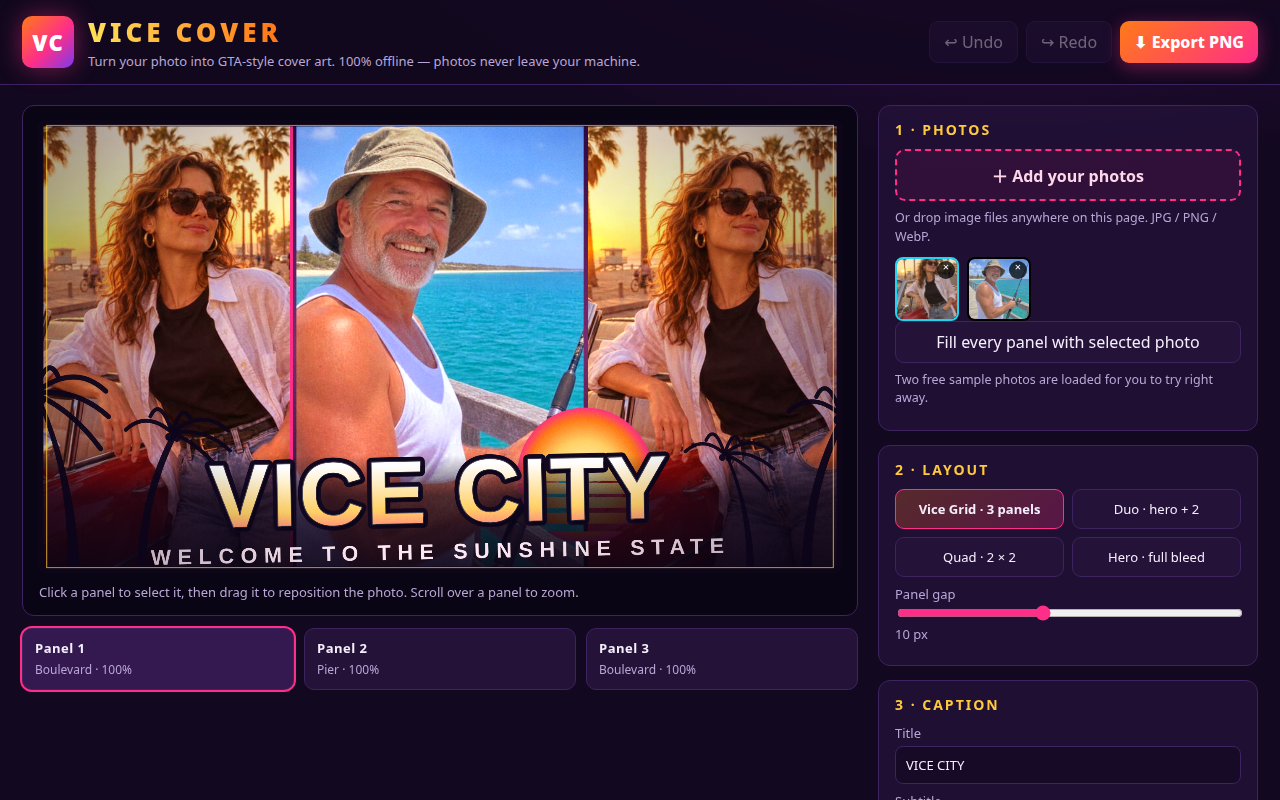 VC
VICE COVER
Turn your photo into GTA-style cover art. 100% offline — photos never leave your machine.
↩ Undo
↪ Redo
⬇ Export PNG
VICE CITY
WELCOME TO THE SUNSHINE STATE
Click a panel to select it, then drag it to reposition the photo. Scroll over a panel to zoom.
Panel 1
Boulevard · 100%
Panel 2
Pier · 100%
Panel 3
Boulevard · 100%
1 · PHOTOS
+ Add your photos
Or drop image files anywhere on this page. JPG / PNG /
WebP.
Fill every panel with selected photo
Two free sample photos are loaded for you to try right
away.
2 · LAYOUT
Vice Grid · 3 panels
Duo · hero + 2
Quad · 2 × 2
Hero · full bleed
Panel gap
10 px
3 · CAPTION
Title
VICE CITY
Subtitle